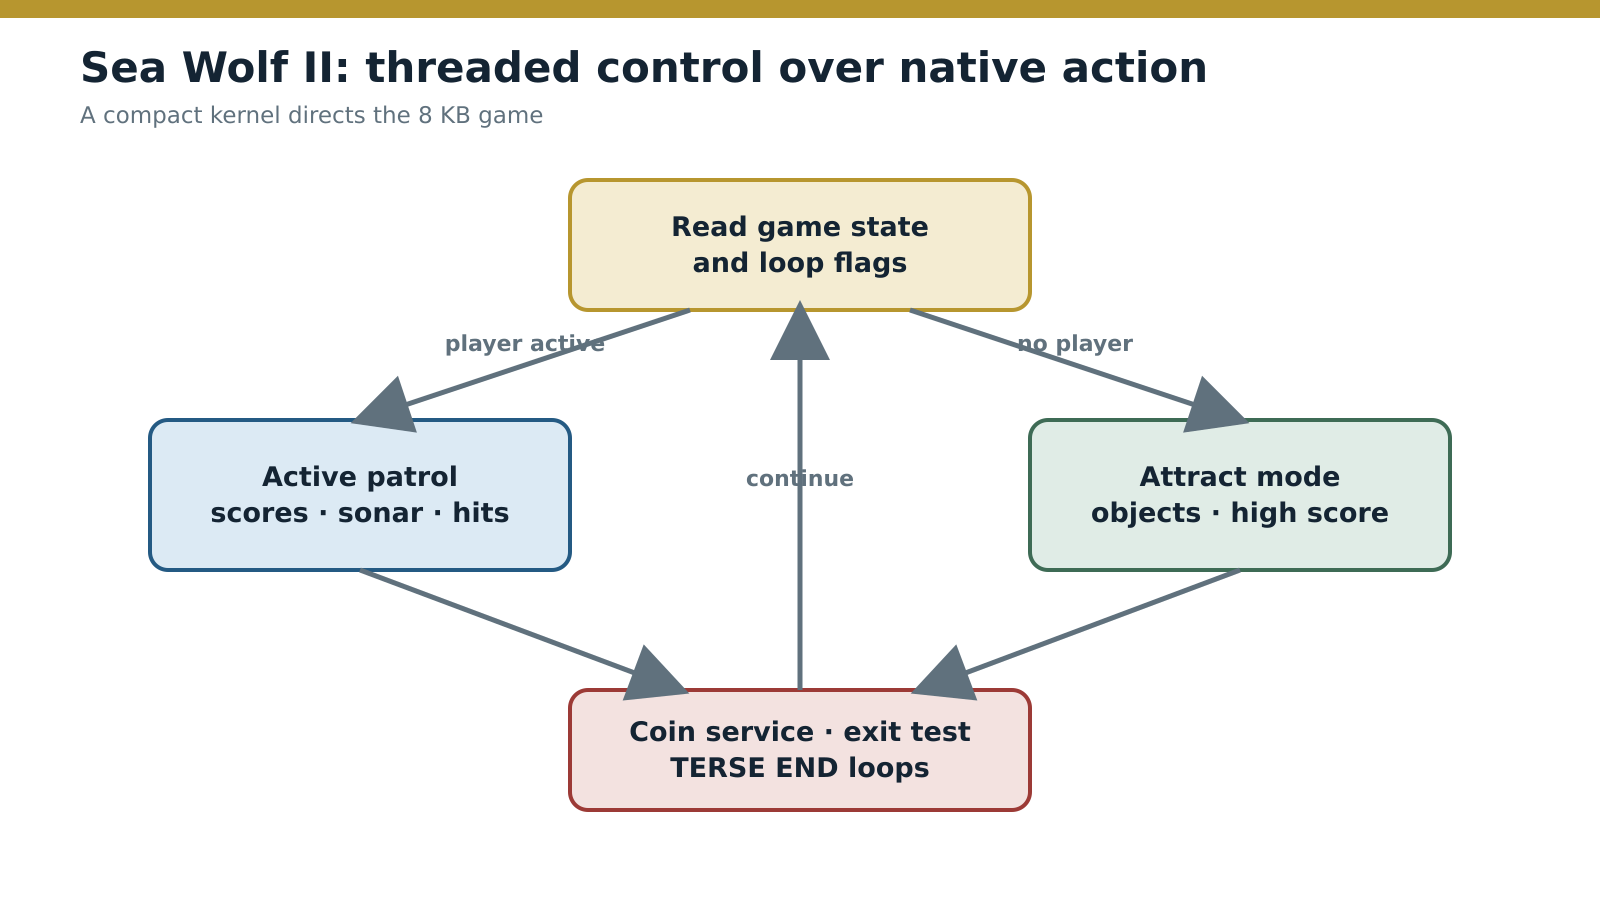 Sea Wolf II: threaded control over native action
A compact kernel directs the 8 KB game
Read game state
and loop flags
player active
no player
Active patrol
scores · sonar · hits
continue
Attract mode
objects · high score
Coin service · exit test
TERSE END loops